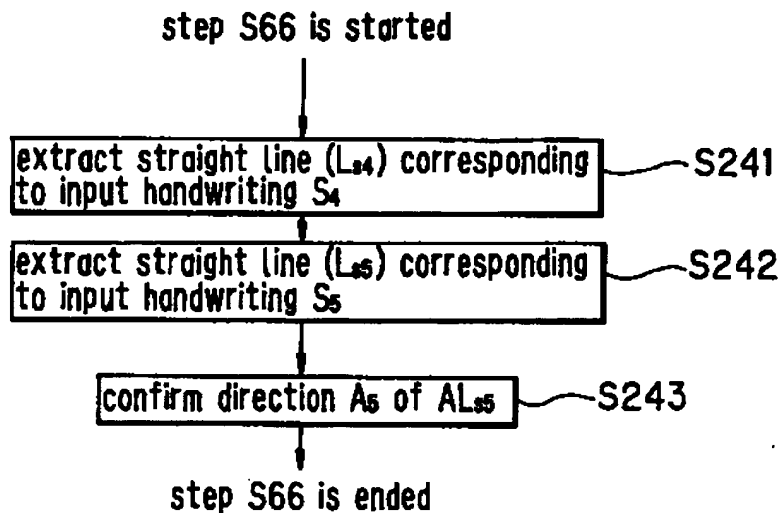 step S66 is started
extract straight line (Ls4) corresponding
to input handwriting S4
S241
extract straight line (Ls5) corresponding
to input handwriting S5
S242
confirm direction A5 of ALs5
S243
step S66 is ended